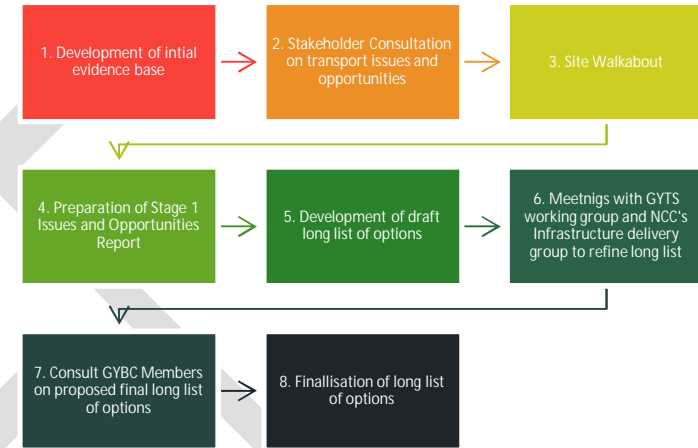 1. Development of intial
evidence base
2. Stakeholder Consultation
on transport issues and
opportunities
3. Site Walkabout
4. Preparation of Stage 1
Issues and Opportunities
Report
5. Development of draft
long list of options
6. Meetnigs with GYTS
working group and NCC's
Infrastructure delivery
group to refine long list
7. Consult GYBC Members
on proposed final long list
of options
8. Finallisation of long list
of options